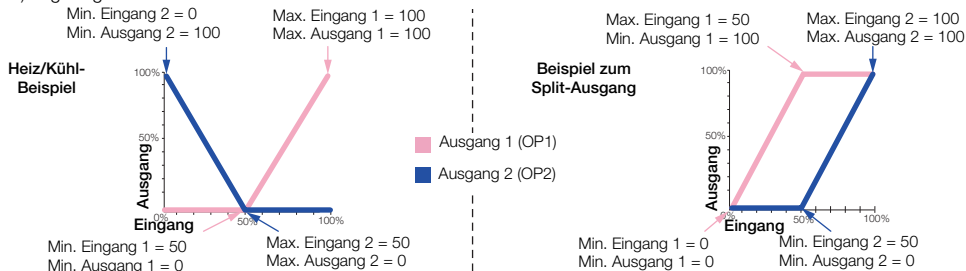 Min. Eingang 2 = 0
Min. Ausgang 2 = 100
Max. Eingang 1 = 100
Max. Ausgang 1 = 100
Heiz/Kühl-
Beispiel
100%
50%
Ausgang
0%
Eingang
50%
100%
Min. Eingang 1 = 50
Min. Ausgang 1 = 0
Max. Eingang 2 = 50
Max. Ausgang 2 = 0
Ausgang 1 (OP1)
Ausgang 2 (OP2)
Max. Eingang 1 = 50
Min. Ausgang 1 = 100
Max. Eingang 2 = 100
Max. Ausgang 2 = 100
Beispiel zum
Split-Ausgang
100%
50%
Ausgang
0%
Eingang
50%
100%
Min. Eingang 1 = 0
Min. Ausgang 1 = 0
Min. Eingang 2 = 50
Min. Ausgang 2 = 0